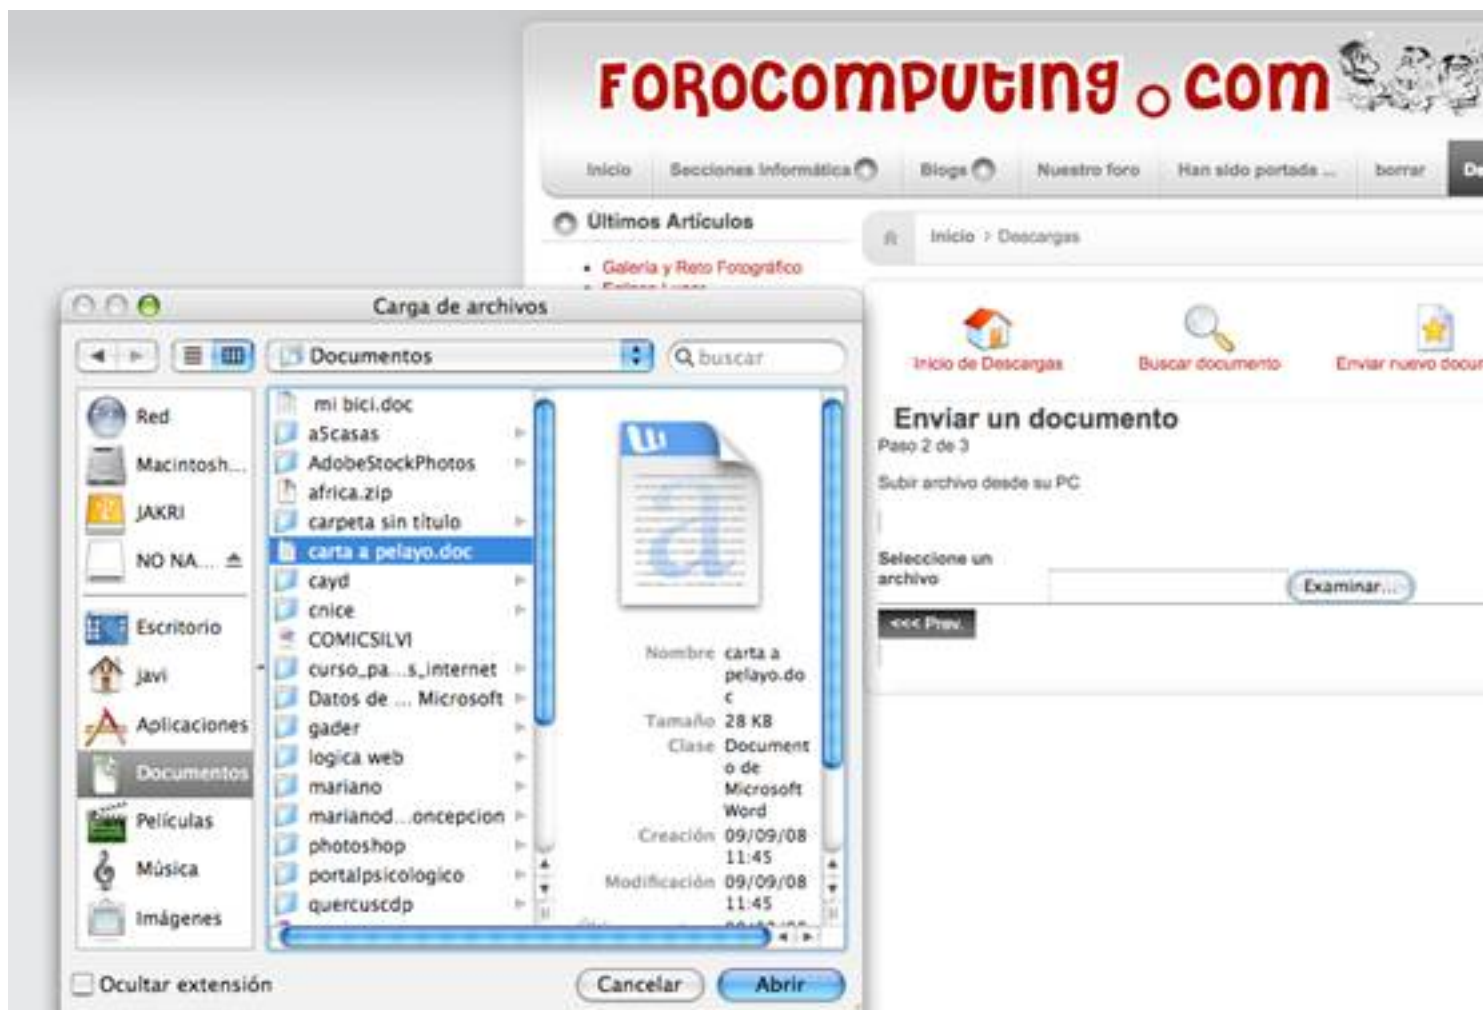 FOROCOMPUTING.COM
Inicio
Secciones Informática
Blogs
Nuestro foro
Han sido portada ...
borrar
Últimos Artículos
Inicio > Descargas
Galería y Reto Fotográfico
Inicio de Descargas
Buscar documento
Enviar nuevo docum
Enviar un documento
Paso 2 de 3
Subir archivo desde su PC
Seleccione un
archivo
Examinar...
<<< Prev.
Carga de archivos
Documentos
buscar
Red
Macintosh...
JAKRI
NO NA...
Escritorio
javi
Aplicaciones
Documentos
Películas
Música
Imágenes
mi bici.doc
a5casas
AdobeStockPhotos
africa.zip
carpeta sin título
carta a pelayo.doc
cayd
cnice
COMICSILVI
curso_pa...s_internet
Datos de ... Microsoft
gader
logica web
mariano
marianod...oncepcion
photoshop
portalpsicologico
quercuscdp
Nombre carta a
pelayo.do
c
Tamaño 28 KB
Clase Document
o de
Microsoft
Word
Creación 09/09/08
11:45
Modificación 09/09/08
11:45
Ocultar extensión
Cancelar
Abrir